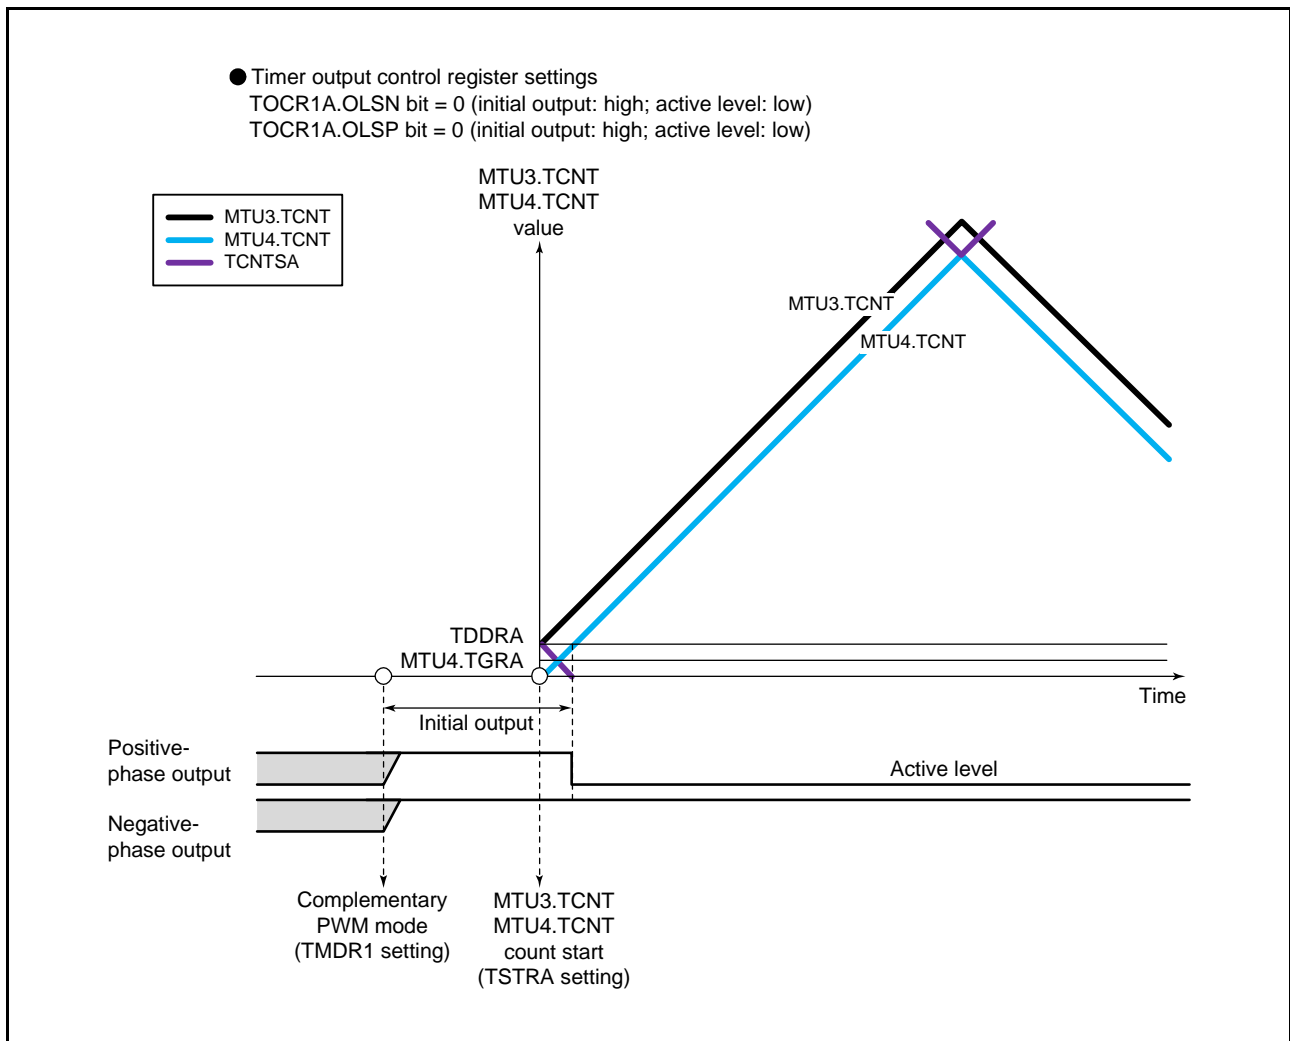 ● Timer output control register settings
TOCR1A.OLSN bit = 0 (initial output: high; active level: low)
TOCR1A.OLSP bit = 0 (initial output: high; active level: low)
MTU3.TCNT
MTU4.TCNT
value
MTU3.TCNT
MTU4.TCNT
TCNTSA
MTU3.TCNT
MTU4.TCNT
TDDRA
MTU4.TGRA
Time
Initial output
Positive-
phase output
Active level
Negative-
phase output
Complementary
PWM mode
(TMDR1 setting)
MTU3.TCNT
MTU4.TCNT
count start
(TSTRA setting)